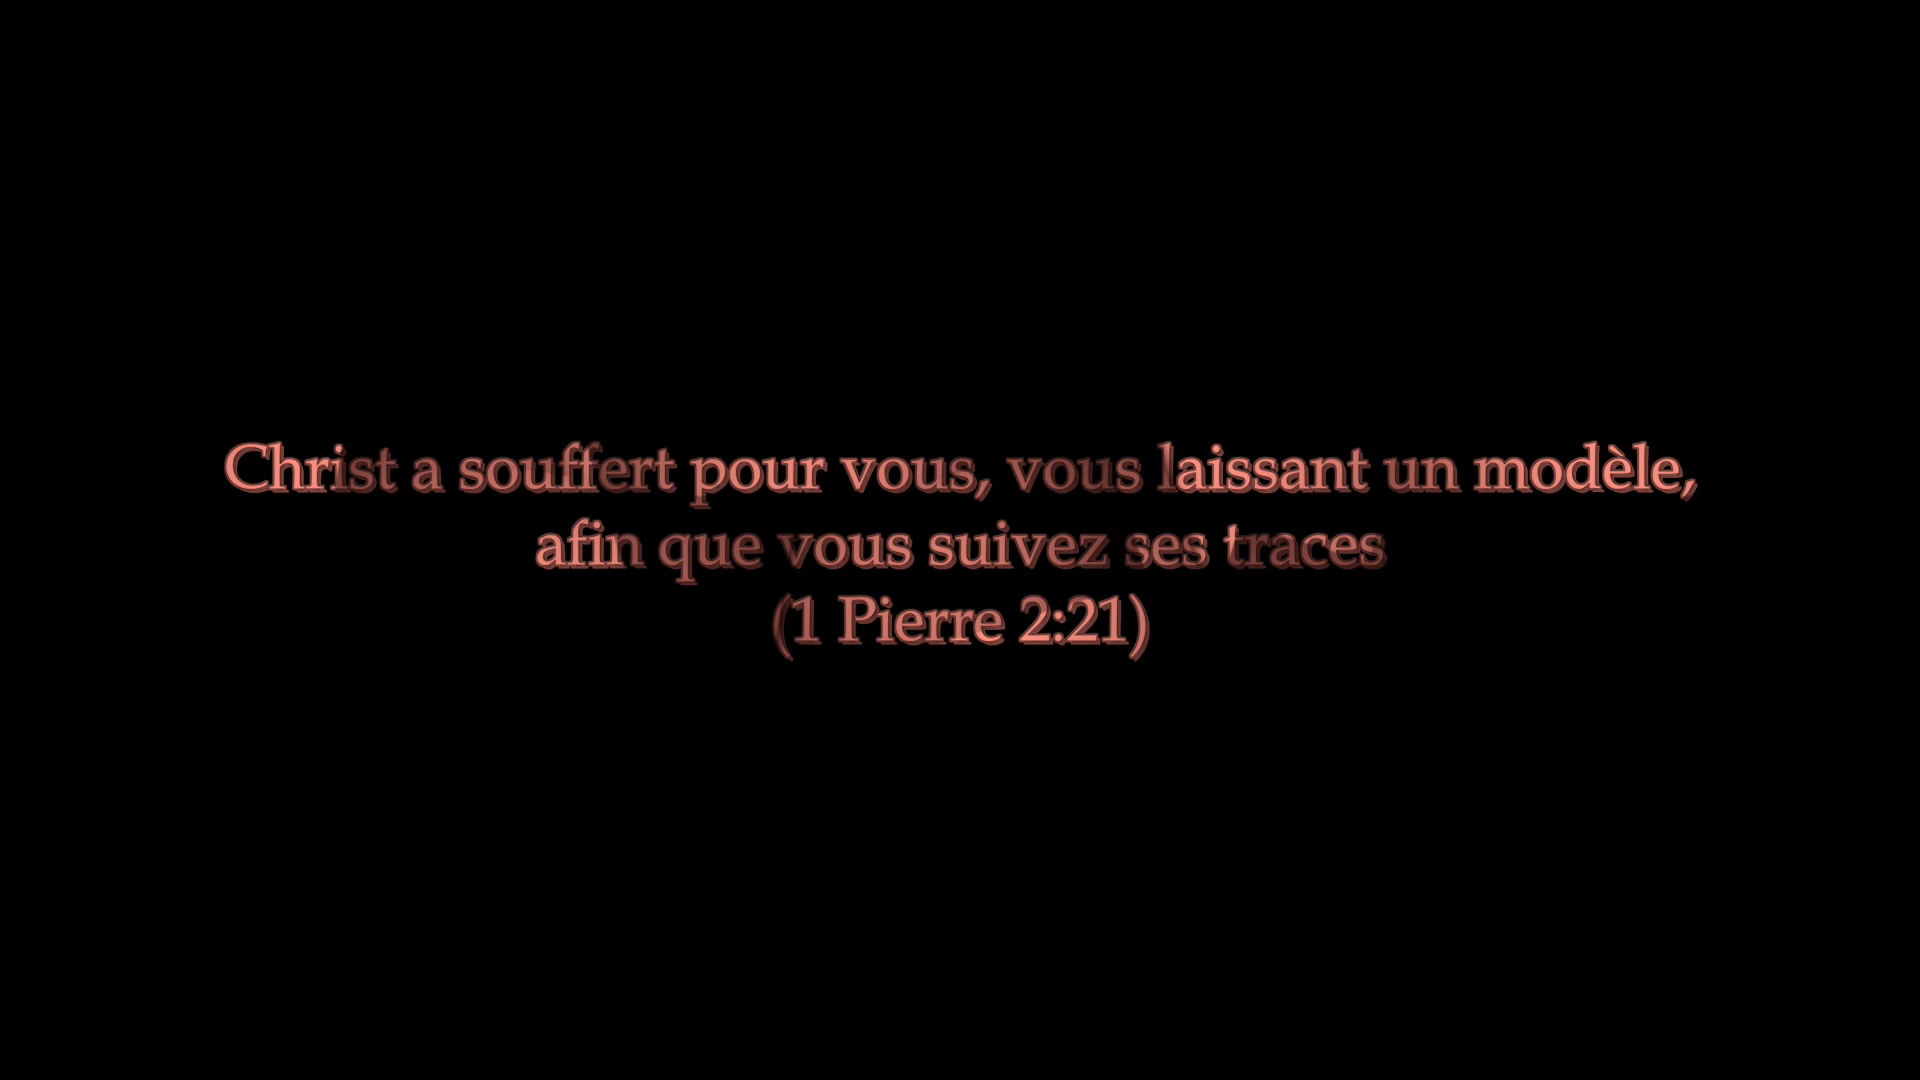 Christ a souffert pour vous, vous laissant un modèle,
afin que vous suivez ses traces
(1 Pierre 2:21)